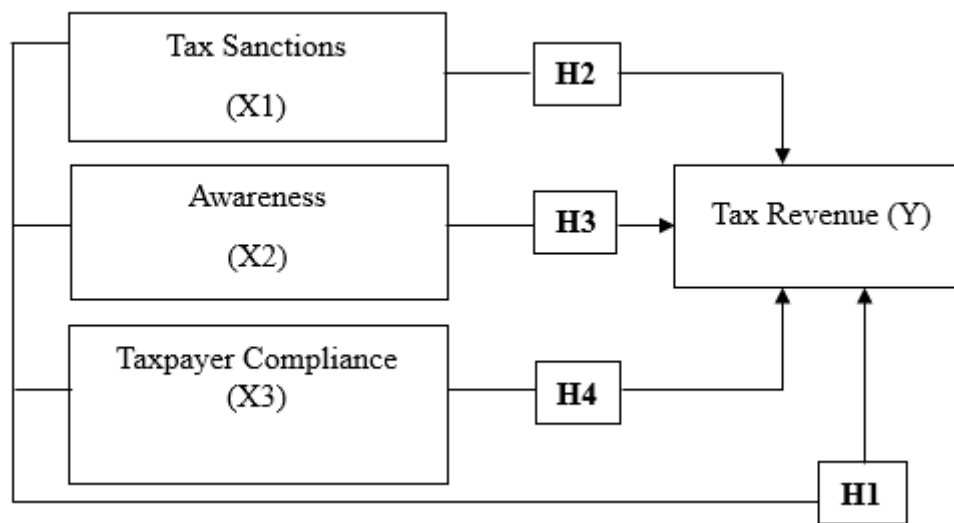 Tax Sanctions
(X1)
H2
Awareness
(X2)
H3
Tax Revenue (Y)
Taxpayer Compliance
(X3)
H4
H1